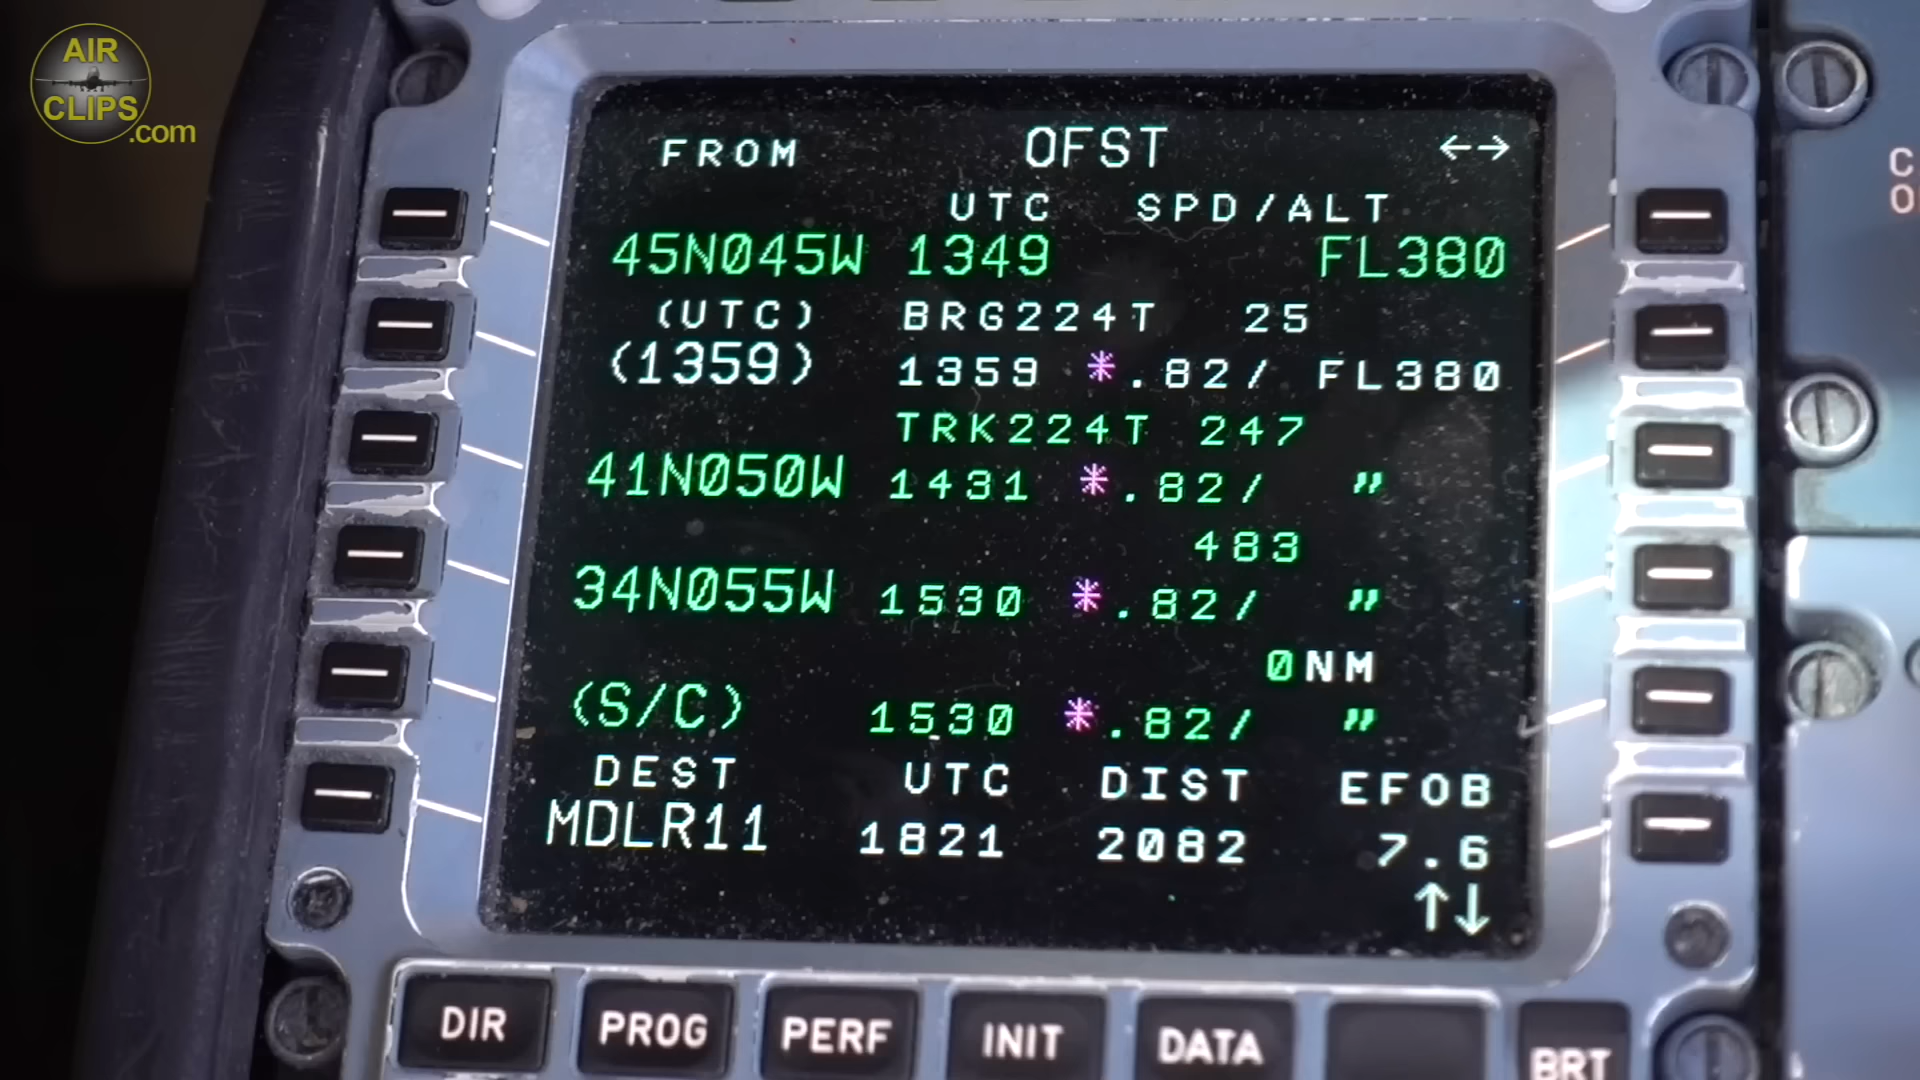 AIR
CLIPS
.com
FROM OFST ←→
UTC SPD/ALT
45N045W 1349 FL380
(UTC) BRG224T 25
(1359) 1359 *.82/ FL380
TRK224T 247
41N050W 1431 *.82/ "
483
34N055W 1530 *.82/ "
0NM
(S/C) 1530 *.82/ "
DEST UTC DIST EFOB
MDLR11 1821 2082 7.6
↑↓
DIR PROG PERF INIT DATA BRT